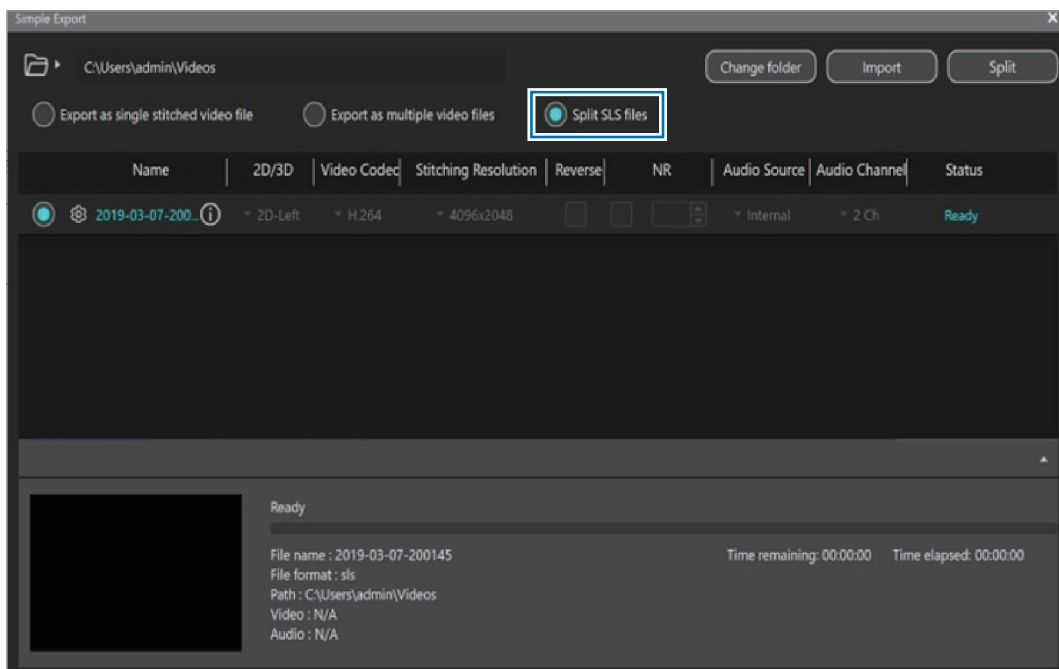 Simple Export X
C:\Users\admin\Videos Change folder Import Split
Export as single stitched video file Export as multiple video files Split SLS files
Name 2D/3D Video Codec Stitching Resolution Reverse NR Audio Source Audio Channel Status
2019-03-07-200... 2D-Left H.264 4096x2048 Internal 2 Ch Ready
Ready
File name : 2019-03-07-200145 Time remaining: 00:00:00 Time elapsed: 00:00:00
File format : sls
Path : C:\Users\admin\Videos
Video : N/A
Audio : N/A